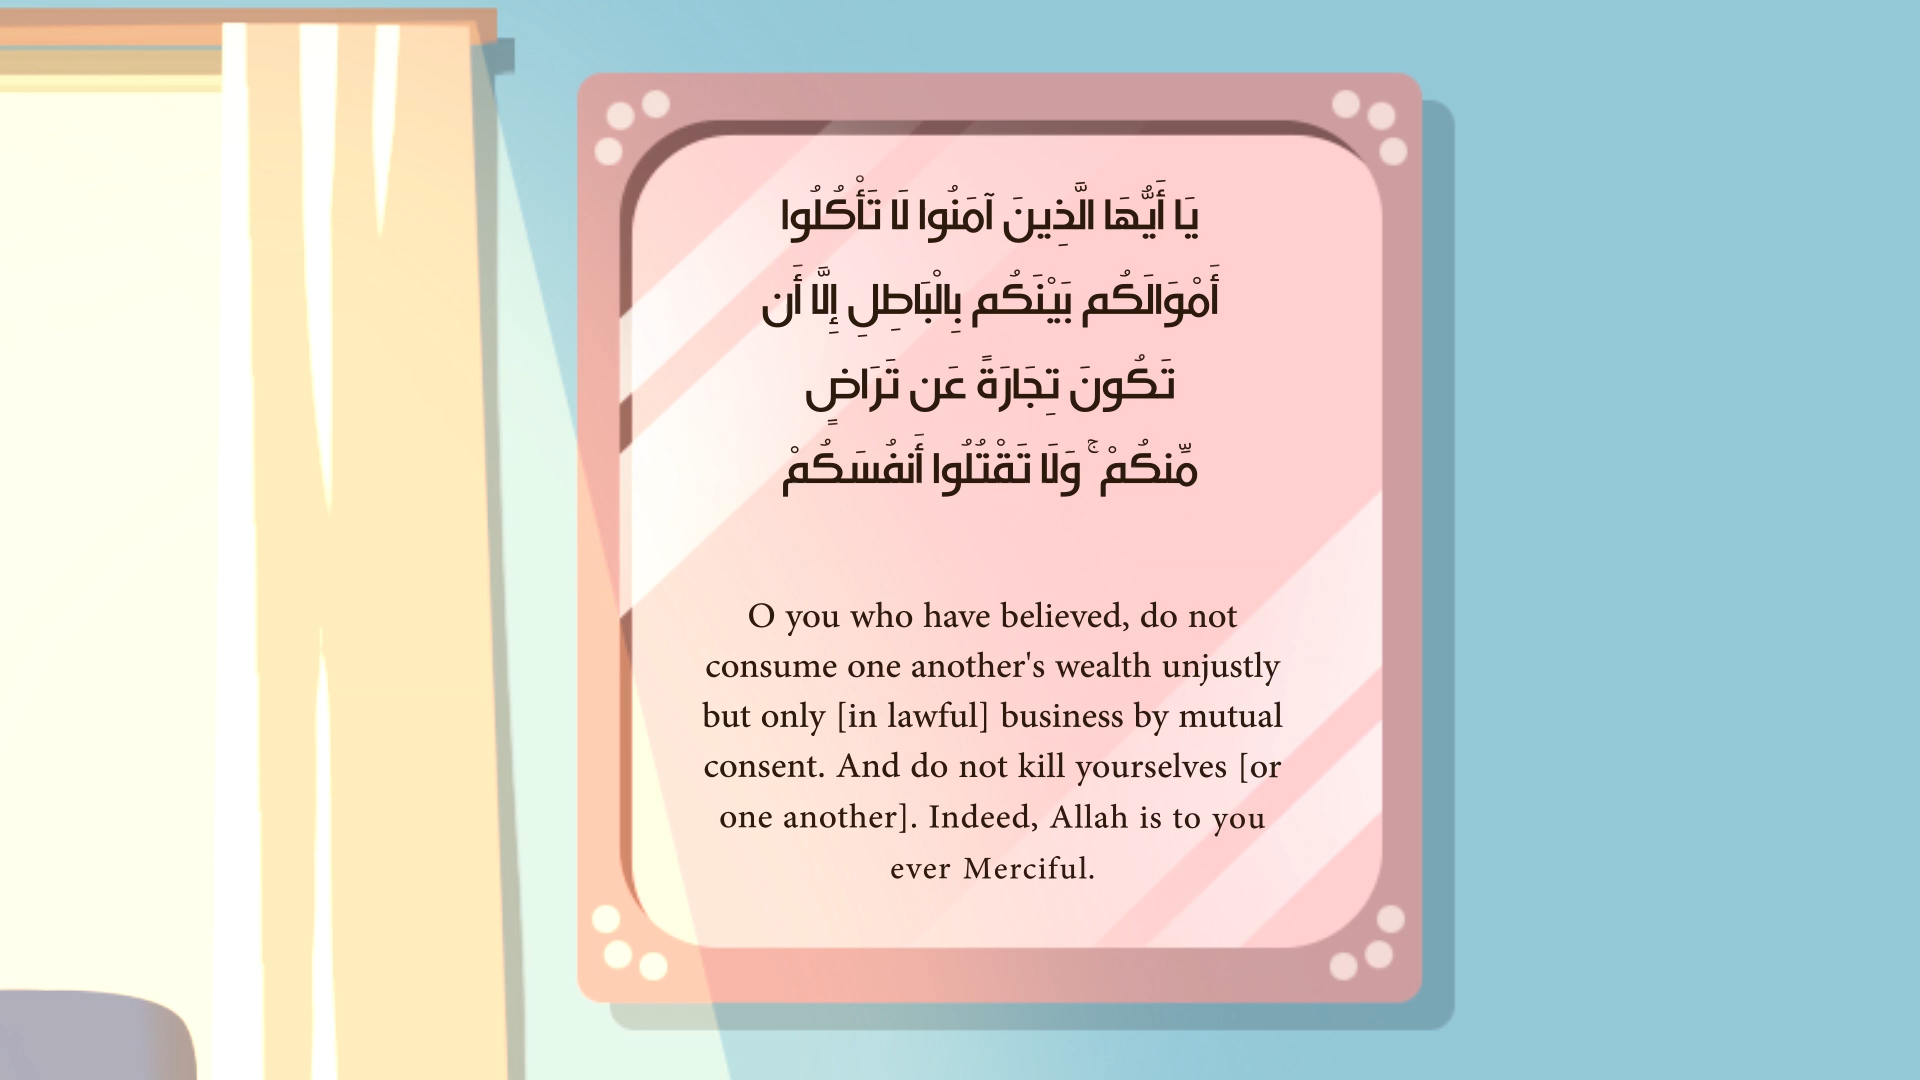 يَا أَيُّهَا الَّذِينَ آمَنُوا لَا تَأْكُلُوا
أَمْوَالَكُم بَيْنَكُم بِالْبَاطِلِ إِلَّا أَن
تَكُونَ تِجَارَةً عَن تَرَاضٍ
مِّنكُمْ ۚ وَلَا تَقْتُلُوا أَنفُسَكُمْ
O you who have believed, do not
consume one another's wealth unjustly
but only [in lawful] business by mutual
consent. And do not kill yourselves [or
one another]. Indeed, Allah is to you
ever Merciful.